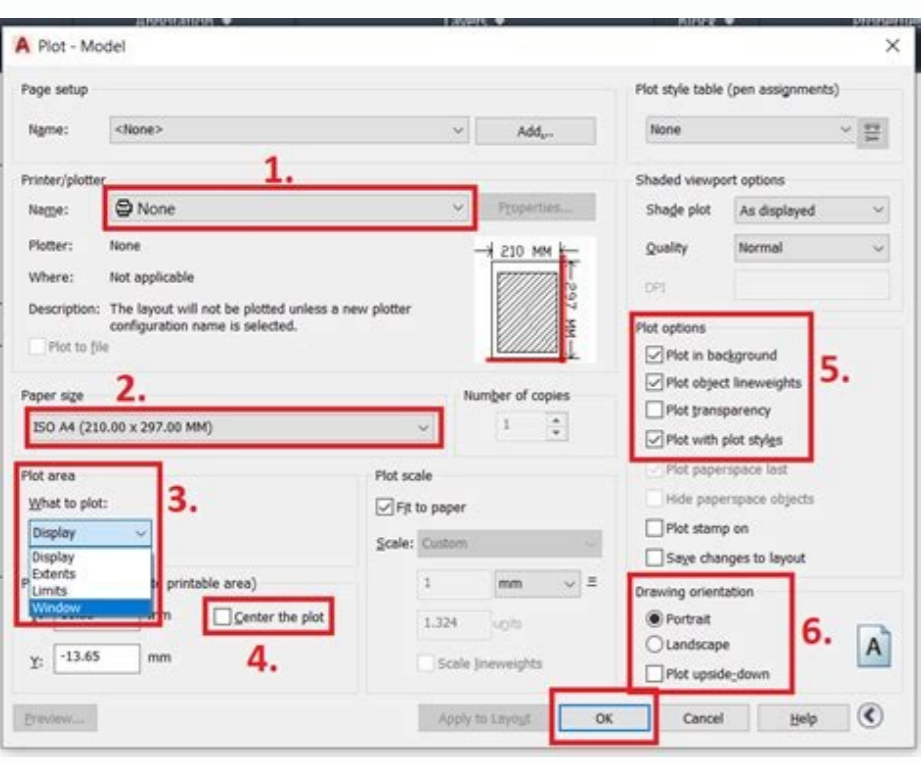 Annotation Layers Block Properties
Plot - Model
Page setup
Name: <None> Add...
Plot style table (pen assignments)
None
1.
Printer/plotter
Name: None Properties...
Plotter: None
Where: Not applicable
Description: The layout will not be plotted unless a new plotter
configuration name is selected.
Plot to file
210 MM
297 MM
Shaded viewport options
Shade plot As displayed
Quality Normal
DPI
2.
Paper size
ISO A4 (210.00 x 297.00 MM)
Number of copies
1
Plot options
5.
Plot in background
Plot object lineweights
Plot transparency
Plot with plot styles
Plot paperspace last
Hide paperspace objects
Plot stamp on
Save changes to layout
3.
Plot area
What to plot:
Display
Display
Extents
Limits
Window
printable area)
mm
Center the plot
4.
Y: -13.65 mm
Plot scale
Fit to paper
Scale: Custom
1 mm =
1.324 units
Scale lineweights
Drawing orientation
Portrait
Landscape
Plot upside-down
6.
A
Preview... Apply to Layout OK Cancel Help